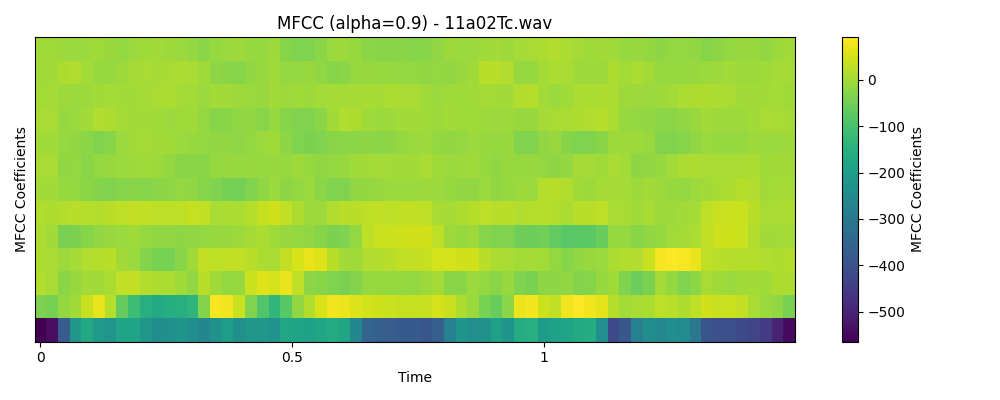 MFCC (alpha=0.9) - 11a02Tc.wav
MFCC Coefficients
0
0.5
1
Time
0
−100
−200
−300
−400
−500
MFCC Coefficients